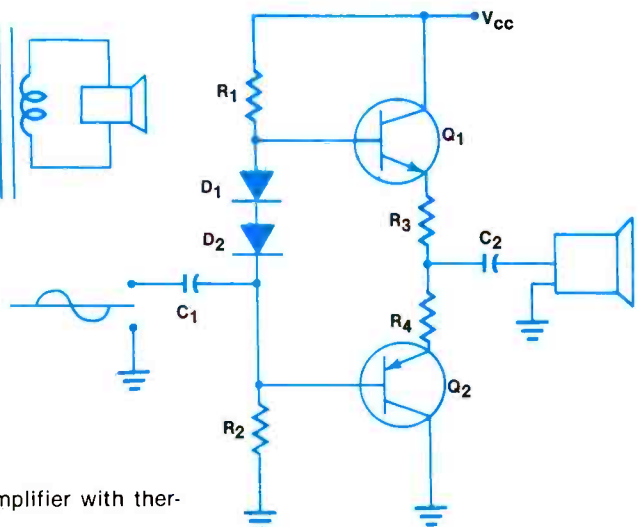 Vcc
R1
Q1
D1
R3
C2
D2
C1
R4
Q2
R2
mplifier with ther-